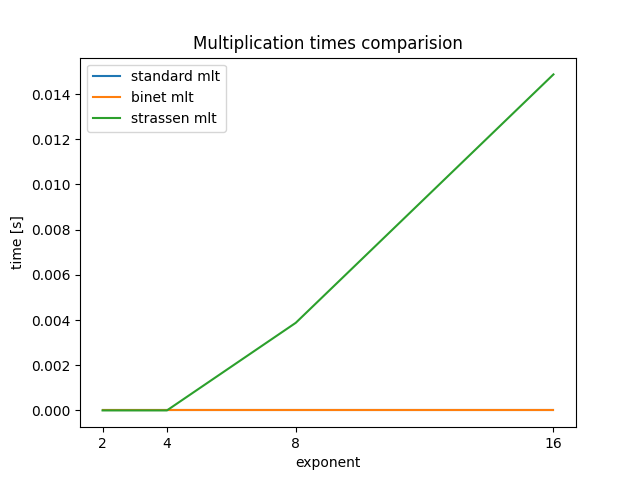 Multiplication times comparision
standard mlt
binet mlt
strassen mlt
0.014
0.012
0.010
0.008
0.006
0.004
0.002
0.000
time [s]
2 4 8 16
exponent